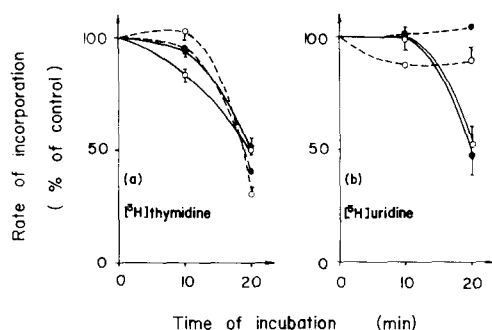 Rate of incorporation
( % of control )
100
50
0
(a)
[³H]thymidine
0
10
20
100
50
0
(b)
[³H]uridine
0
10
20
Time of incubation (min)